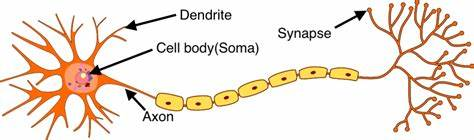 Dendrite
Cell body(Soma)
Synapse
Axon